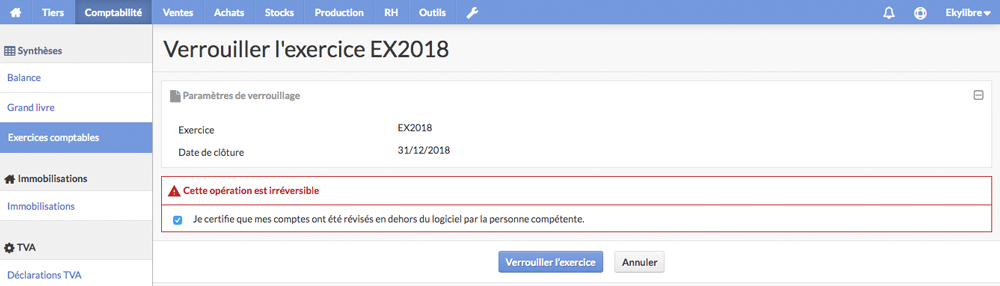 Tiers Comptabilité Ventes Achats Stocks Production RH Outils Ekylibre
Synthèses
Balance
Grand livre
Exercices comptables
Immobilisations
Immobilisations
TVA
Déclarations TVA
Verrouiller l'exercice EX2018
Paramètres de verrouillage
Exercice EX2018
Date de clôture 31/12/2018
Cette opération est irréversible
Je certifie que mes comptes ont été révisés en dehors du logiciel par la personne compétente.
Verrouiller l'exercice Annuler